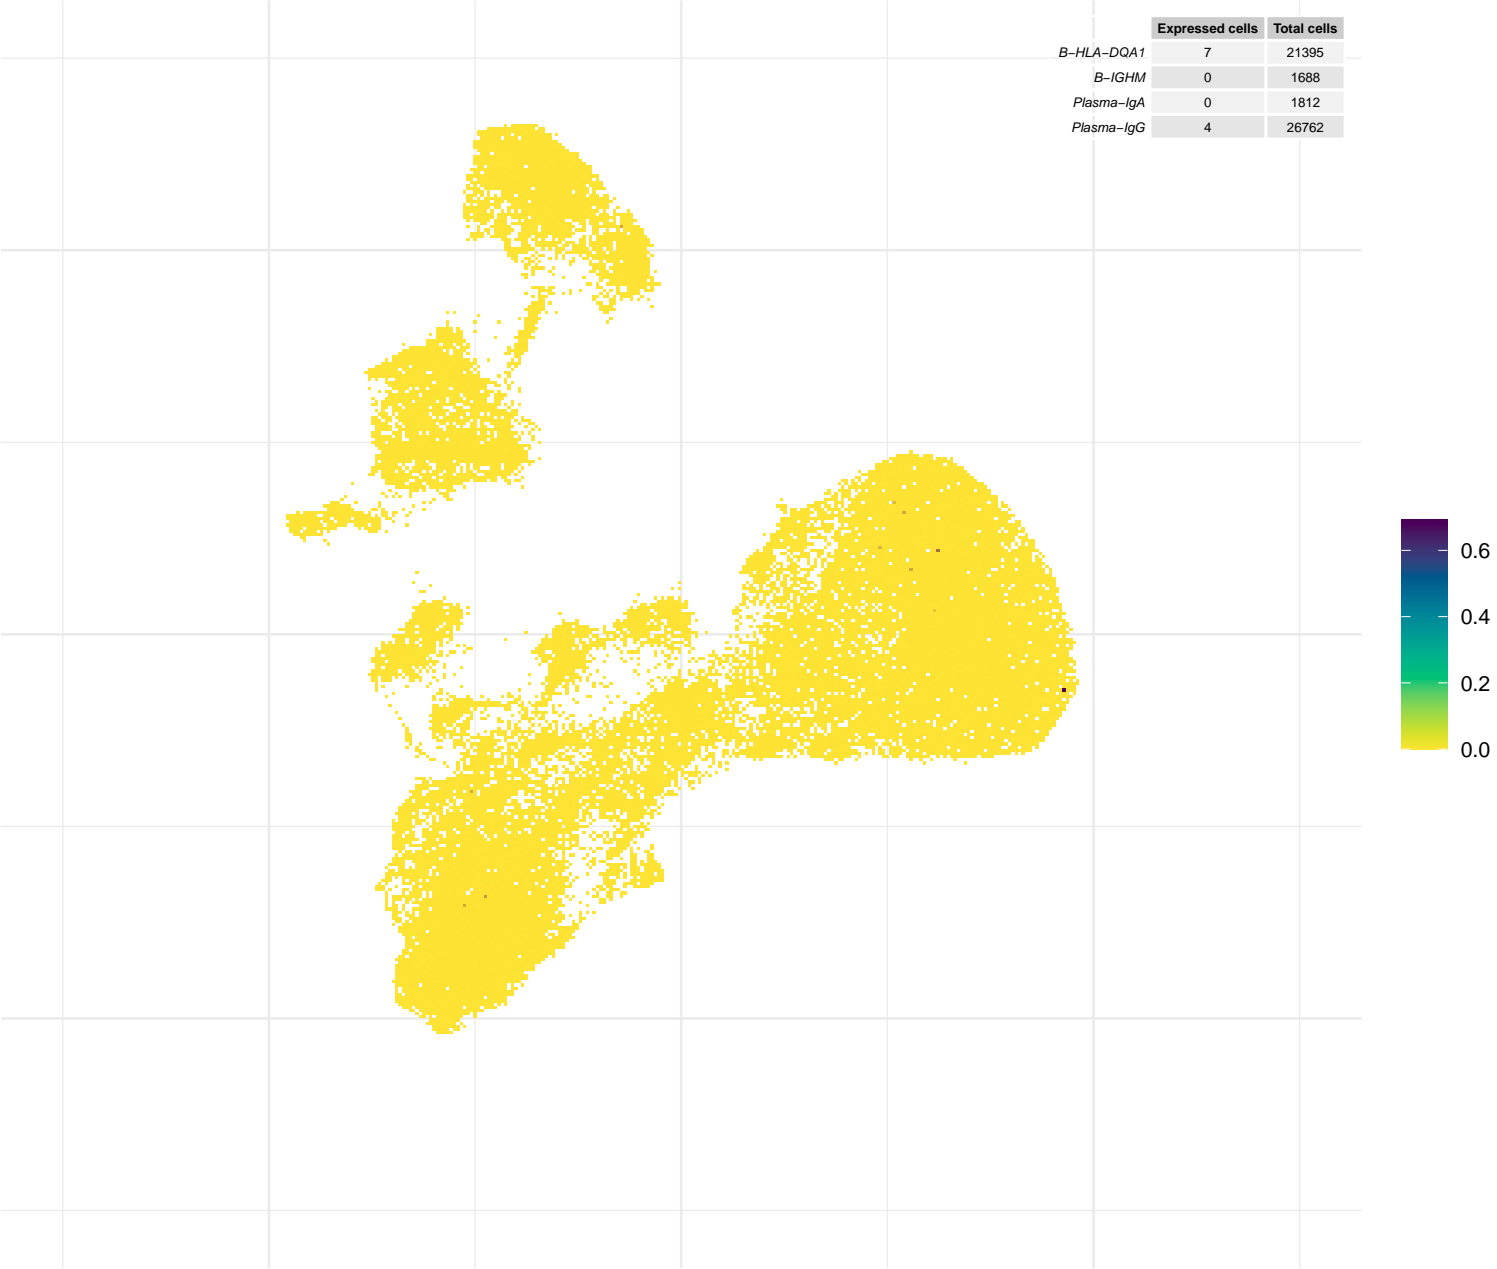 Expressed cells Total cells
B−HLA−DQA1 7 21395
B−IGHM 0 1688
Plasma−IgA 0 1812
Plasma−IgG 4 26762
0.6
0.4
0.2
0.0